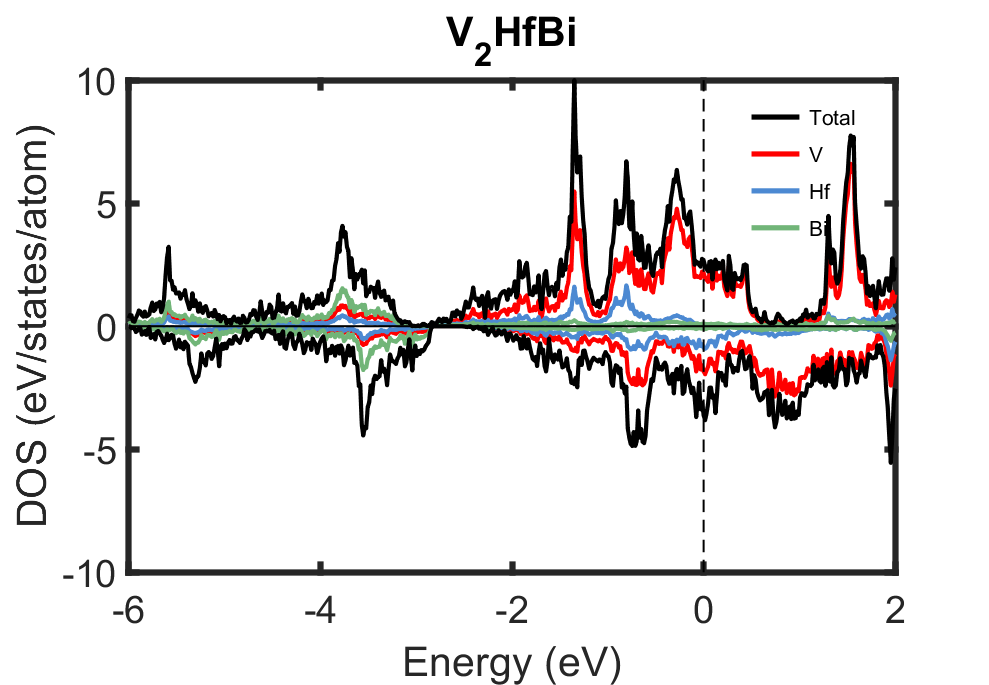 V2HfBi
10
5
0
-5
-10
DOS (eV/states/atom)
Total
V
Hf
Bi
-6 -4 -2 0 2
Energy (eV)